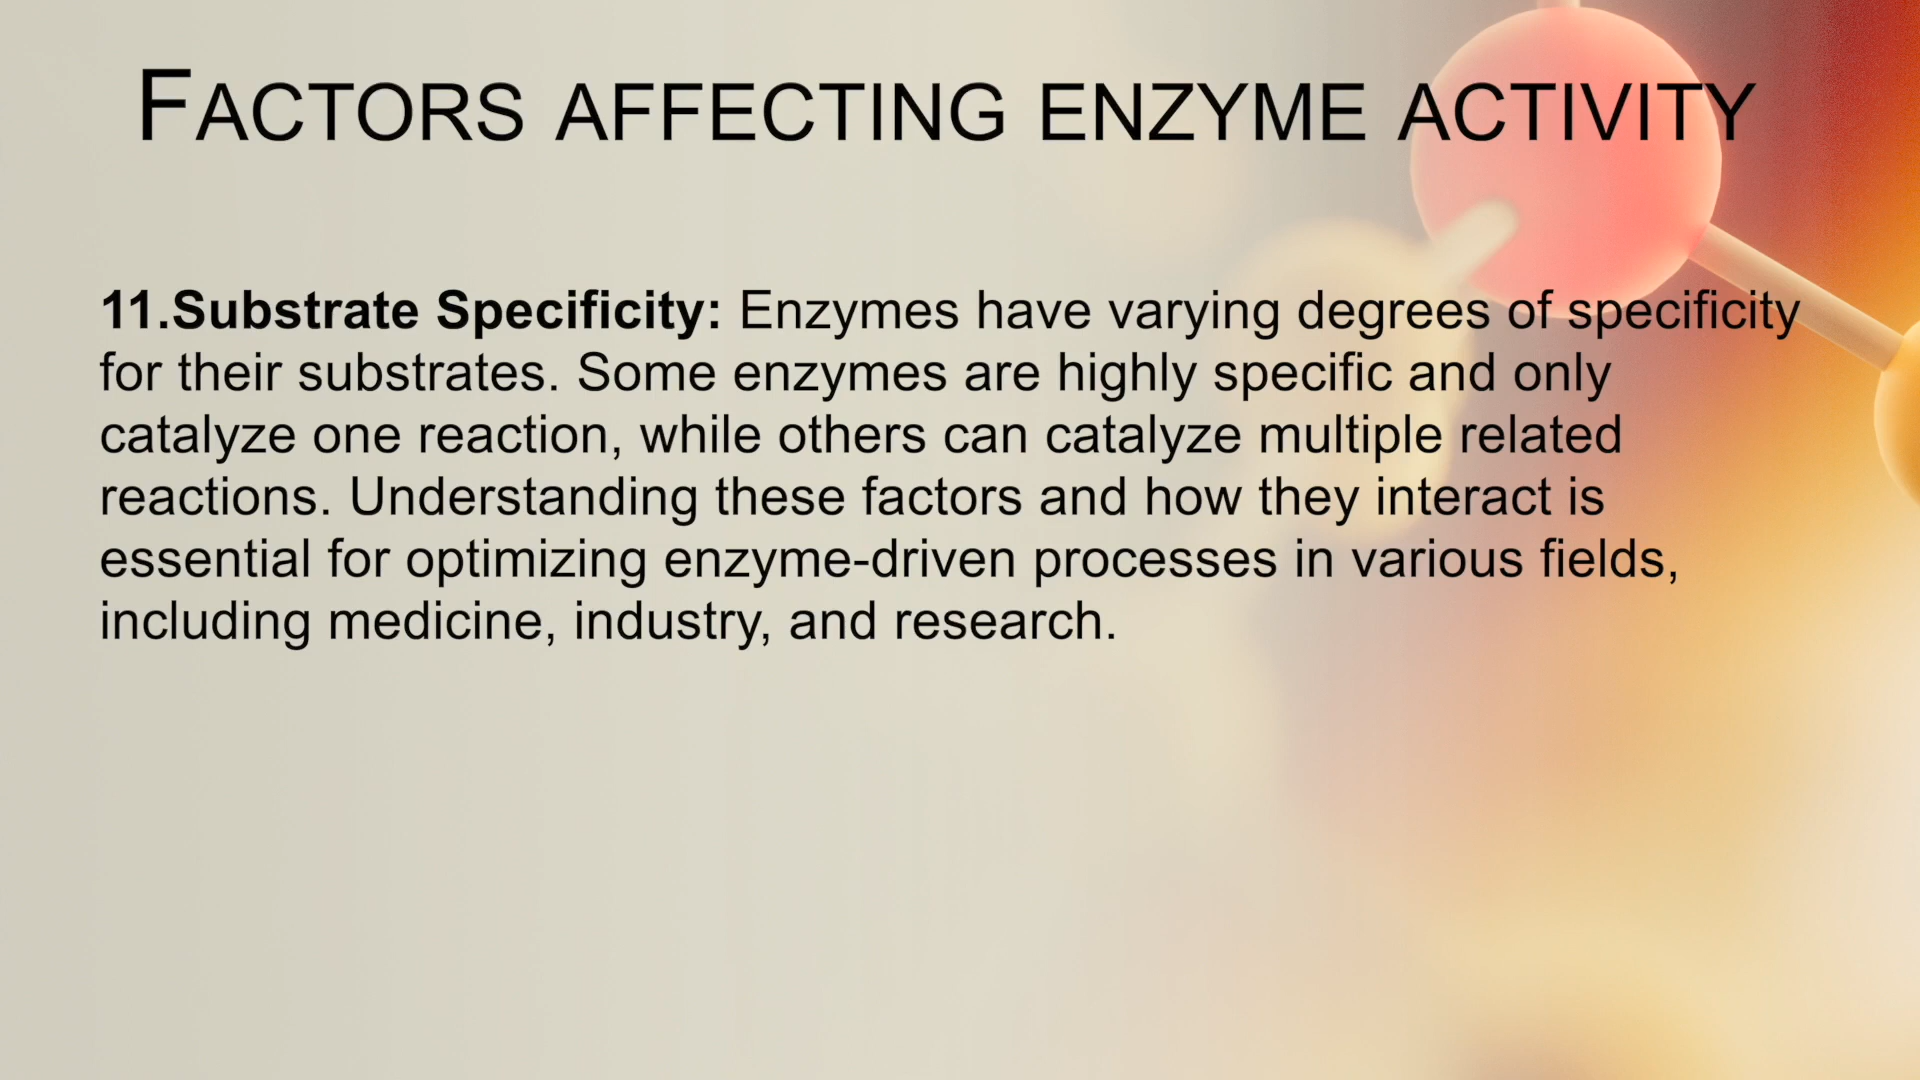 Factors affecting enzyme activity
11.Substrate Specificity: Enzymes have varying degrees of specificity
for their substrates. Some enzymes are highly specific and only
catalyze one reaction, while others can catalyze multiple related
reactions. Understanding these factors and how they interact is
essential for optimizing enzyme-driven processes in various fields,
including medicine, industry, and research.